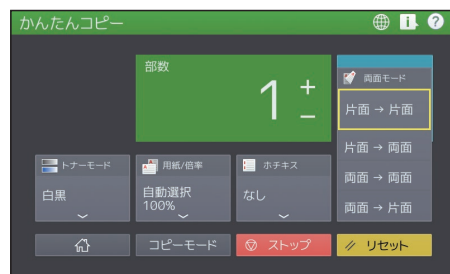 かんたんコピー
部数
1
両面モード
片面 → 片面
片面 → 両面
両面 → 両面
両面 → 片面
トナーモード
白黒
用紙/倍率
自動選択
100%
ホチキス
なし
コピーモード
ストップ
リセット